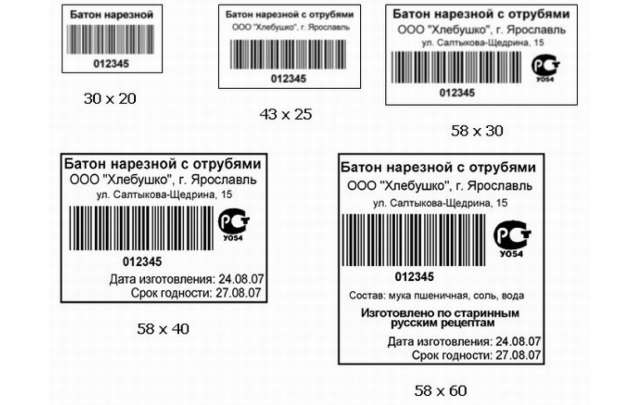 Батон нарезной
012345
30 x 20
Батон нарезной с отрубями
ООО "Хлебушко", г. Ярославль
012345
43 x 25
Батон нарезной с отрубями
ООО "Хлебушко", г. Ярославль
ул. Салтыкова-Щедрина, 15
РСТ
УО54
012345
58 x 30
Батон нарезной с отрубями
ООО "Хлебушко", г. Ярославль
ул. Салтыкова-Щедрина, 15
РСТ
УО54
012345
Дата изготовления: 24.08.07
Срок годности: 27.08.07
58 x 40
Батон нарезной с отрубями
ООО "Хлебушко", г. Ярославль
ул. Салтыкова-Щедрина, 15
РСТ
УО54
012345
Состав: мука пшеничная, соль, вода
Изготовлено по старинным
русским рецептам
Дата изготовления: 24.08.07
Срок годности: 27.08.07
58 x 60